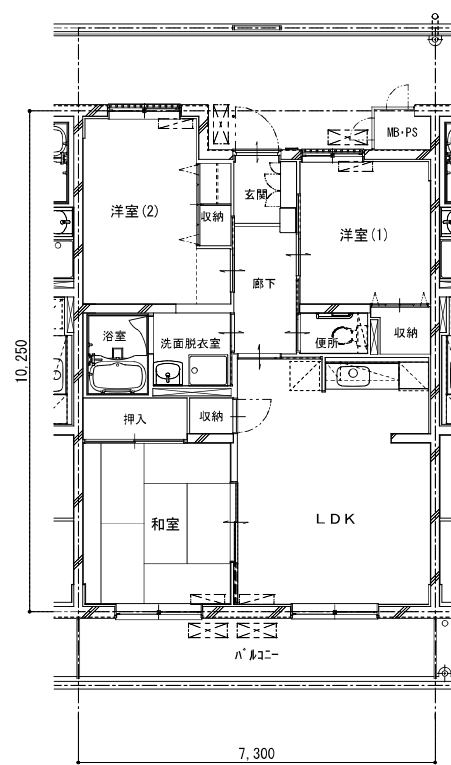 MB・PS
玄関
洋室(2)
収納
洋室(1)
廊下
浴室
洗面脱衣室
便所
収納
10,250
押入
収納
和室
LDK
バルコニー
7,300